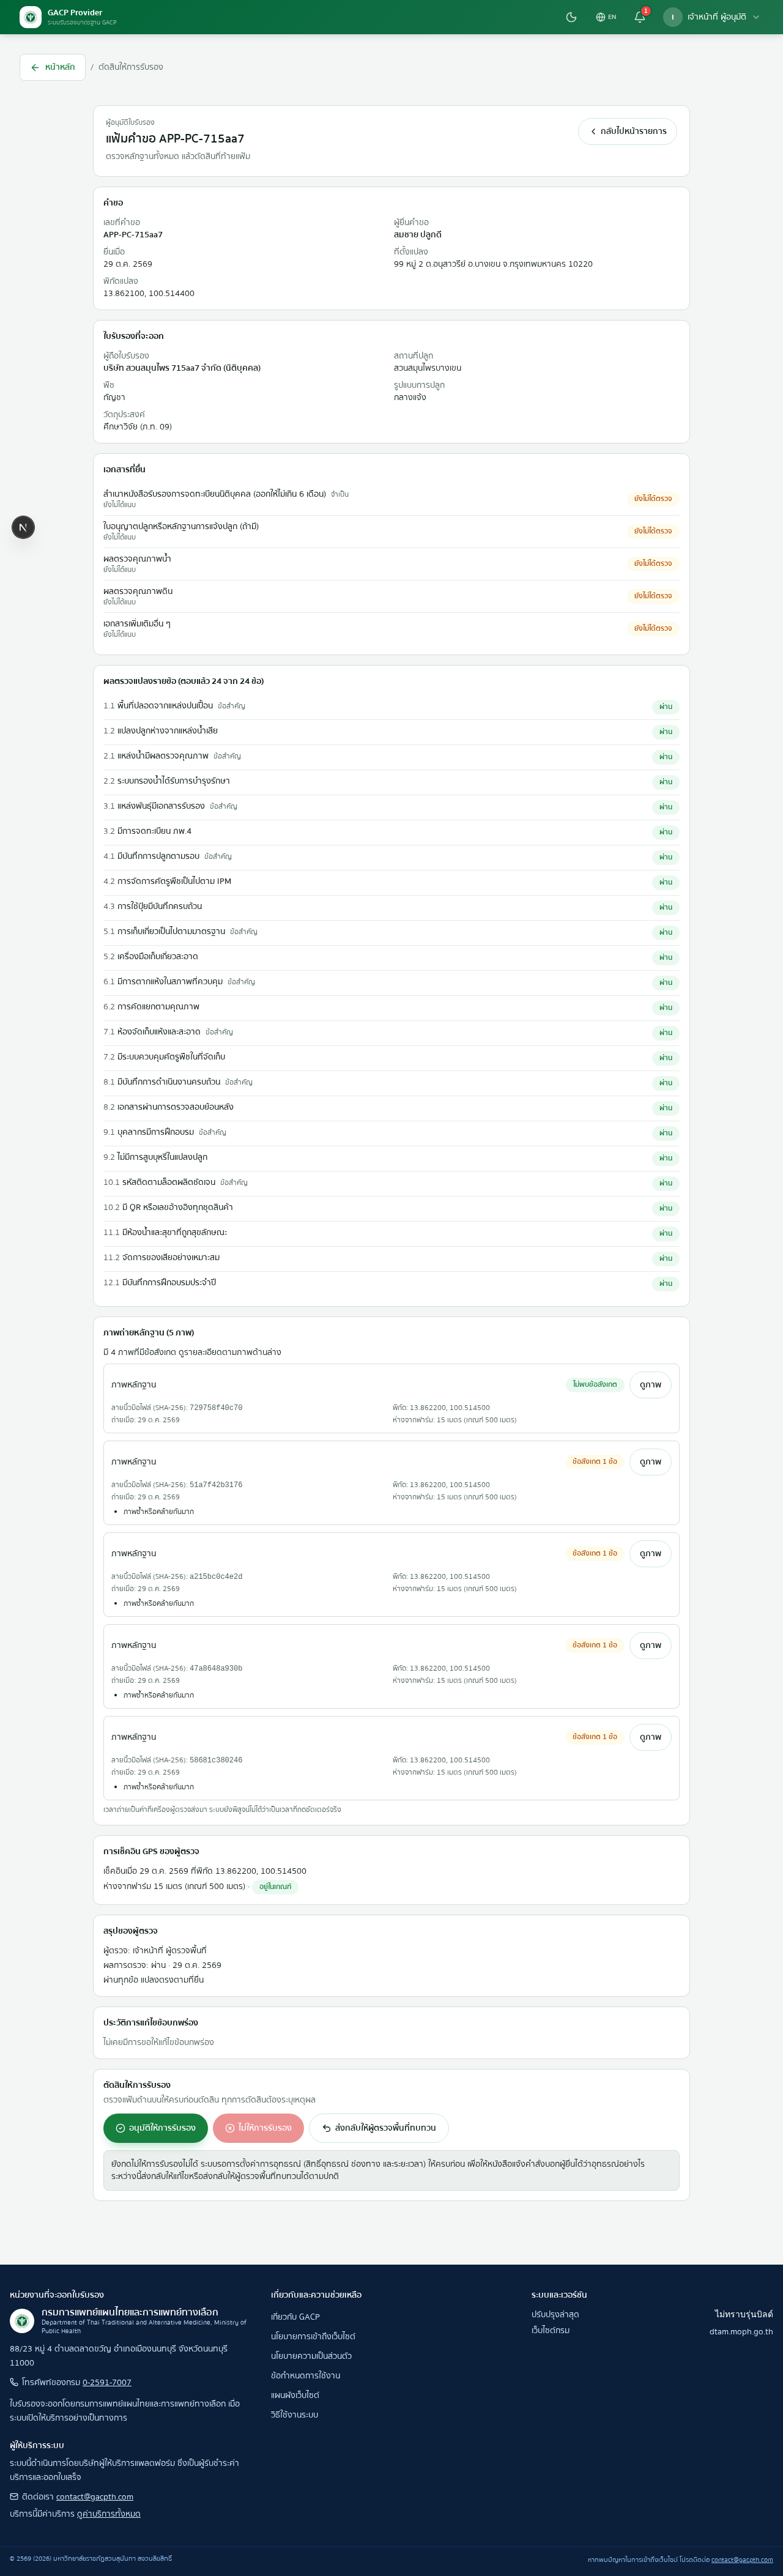 GACP Provider
ระบบรับรองมาตรฐาน GACP
EN
1
เจ้าหน้าที่ ผู้อนุมัติ
หน้าหลัก / ตัดสินให้การรับรอง
ผู้อนุมัติใบรับรอง
แฟ้มคำขอ APP-PC-715aa7
ตรวจหลักฐานทั้งหมด แล้วตัดสินที่ท้ายแฟ้ม
กลับไปหน้ารายการ
คำขอ
เลขที่คำขอ
APP-PC-715aa7
ผู้ยื่นคำขอ
สมชาย ปลูกดี
ยื่นเมื่อ
29 ต.ค. 2569
ที่ตั้งแปลง
99 หมู่ 2 ต.อนุสาวรีย์ อ.บางเขน จ.กรุงเทพมหานคร 10220
พิกัดแปลง
13.862100, 100.514400
ใบรับรองที่จะออก
ผู้ถือใบรับรอง
บริษัท สวนสมุนไพร 715aa7 จำกัด (นิติบุคคล)
สถานที่ปลูก
สวนสมุนไพรบางเขน
พืช
กัญชา
รูปแบบการปลูก
กลางแจ้ง
วัตถุประสงค์
ศึกษาวิจัย (ภ.ท. 09)
เอกสารที่ยื่น
สำเนาหนังสือรับรองการจดทะเบียนนิติบุคคล (ออกให้ไม่เกิน 6 เดือน) จำเป็น
ยังไม่ได้แนบ
ยังไม่ได้ตรวจ
ใบอนุญาตปลูกหรือหลักฐานการแจ้งปลูก (ถ้ามี)
ยังไม่ได้แนบ
ยังไม่ได้ตรวจ
ผลตรวจคุณภาพน้ำ
ยังไม่ได้แนบ
ยังไม่ได้ตรวจ
ผลตรวจคุณภาพดิน
ยังไม่ได้แนบ
ยังไม่ได้ตรวจ
เอกสารเพิ่มเติมอื่น ๆ
ยังไม่ได้แนบ
ยังไม่ได้ตรวจ
ผลตรวจแปลงรายข้อ (ตอบแล้ว 24 จาก 24 ข้อ)
1.1 พื้นที่ปลอดจากแหล่งปนเปื้อน ข้อสำคัญ ผ่าน
1.2 แปลงปลูกห่างจากแหล่งน้ำเสีย ผ่าน
2.1 แหล่งน้ำมีผลตรวจคุณภาพ ข้อสำคัญ ผ่าน
2.2 ระบบกรองน้ำได้รับการบำรุงรักษา ผ่าน
3.1 แหล่งพันธุ์มีเอกสารรับรอง ข้อสำคัญ ผ่าน
3.2 มีการจดทะเบียน ภพ.4 ผ่าน
4.1 มีบันทึกการปลูกตามรอบ ข้อสำคัญ ผ่าน
4.2 การจัดการศัตรูพืชเป็นไปตาม IPM ผ่าน
4.3 การใช้ปุ๋ยมีบันทึกครบถ้วน ผ่าน
5.1 การเก็บเกี่ยวเป็นไปตามมาตรฐาน ข้อสำคัญ ผ่าน
5.2 เครื่องมือเก็บเกี่ยวสะอาด ผ่าน
6.1 มีการตากแห้งในสภาพที่ควบคุม ข้อสำคัญ ผ่าน
6.2 การคัดแยกตามคุณภาพ ผ่าน
7.1 ห้องจัดเก็บแห้งและสะอาด ข้อสำคัญ ผ่าน
7.2 มีระบบควบคุมศัตรูพืชในที่จัดเก็บ ผ่าน
8.1 มีบันทึกการดำเนินงานครบถ้วน ข้อสำคัญ ผ่าน
8.2 เอกสารผ่านการตรวจสอบย้อนหลัง ผ่าน
9.1 บุคลากรมีการฝึกอบรม ข้อสำคัญ ผ่าน
9.2 ไม่มีการสูบบุหรี่ในแปลงปลูก ผ่าน
10.1 รหัสติดตามล็อตผลิตชัดเจน ข้อสำคัญ ผ่าน
10.2 มี QR หรือเลขอ้างอิงทุกชุดสินค้า ผ่าน
11.1 มีห้องน้ำและสุขาที่ถูกสุขลักษณะ ผ่าน
11.2 จัดการของเสียอย่างเหมาะสม ผ่าน
12.1 มีบันทึกการฝึกอบรมประจำปี ผ่าน
ภาพถ่ายหลักฐาน (5 ภาพ)
มี 4 ภาพที่มีข้อสังเกต ดูรายละเอียดตามภาพด้านล่าง
ภาพหลักฐาน ไม่พบข้อสังเกต ดูภาพ
ลายนิ้วมือไฟล์ (SHA-256): 729758f40c70 พิกัด: 13.862200, 100.514500
ถ่ายเมื่อ: 29 ต.ค. 2569 ห่างจากฟาร์ม: 15 เมตร (เกณฑ์ 500 เมตร)
ภาพหลักฐาน ข้อสังเกต 1 ข้อ ดูภาพ
ลายนิ้วมือไฟล์ (SHA-256): 51a7f42b3176 พิกัด: 13.862200, 100.514500
ถ่ายเมื่อ: 29 ต.ค. 2569 ห่างจากฟาร์ม: 15 เมตร (เกณฑ์ 500 เมตร)
• ภาพซ้ำหรือคล้ายกันมาก
ภาพหลักฐาน ข้อสังเกต 1 ข้อ ดูภาพ
ลายนิ้วมือไฟล์ (SHA-256): a215bc0c4e2d พิกัด: 13.862200, 100.514500
ถ่ายเมื่อ: 29 ต.ค. 2569 ห่างจากฟาร์ม: 15 เมตร (เกณฑ์ 500 เมตร)
• ภาพซ้ำหรือคล้ายกันมาก
ภาพหลักฐาน ข้อสังเกต 1 ข้อ ดูภาพ
ลายนิ้วมือไฟล์ (SHA-256): 47a8648a930b พิกัด: 13.862200, 100.514500
ถ่ายเมื่อ: 29 ต.ค. 2569 ห่างจากฟาร์ม: 15 เมตร (เกณฑ์ 500 เมตร)
• ภาพซ้ำหรือคล้ายกันมาก
ภาพหลักฐาน ข้อสังเกต 1 ข้อ ดูภาพ
ลายนิ้วมือไฟล์ (SHA-256): 58681c380246 พิกัด: 13.862200, 100.514500
ถ่ายเมื่อ: 29 ต.ค. 2569 ห่างจากฟาร์ม: 15 เมตร (เกณฑ์ 500 เมตร)
• ภาพซ้ำหรือคล้ายกันมาก
เวลาถ่ายเป็นค่าที่เครื่องผู้ตรวจส่งมา ระบบยังพิสูจน์ไม่ได้ว่าเป็นเวลาที่กดชัตเตอร์จริง
การเช็คอิน GPS ของผู้ตรวจ
เช็คอินเมื่อ 29 ต.ค. 2569 ที่พิกัด 13.862200, 100.514500
ห่างจากฟาร์ม 15 เมตร (เกณฑ์ 500 เมตร) · อยู่ในเกณฑ์
สรุปของผู้ตรวจ
ผู้ตรวจ: เจ้าหน้าที่ ผู้ตรวจพื้นที่
ผลการตรวจ: ผ่าน · 29 ต.ค. 2569
ผ่านทุกข้อ แปลงตรงตามที่ยื่น
ประวัติการแก้ไขข้อบกพร่อง
ไม่เคยมีการขอให้แก้ไขข้อบกพร่อง
ตัดสินให้การรับรอง
ตรวจแฟ้มด้านบนให้ครบก่อนตัดสิน ทุกการตัดสินต้องระบุเหตุผล
อนุมัติให้การรับรอง
ไม่ให้การรับรอง
ส่งกลับให้ผู้ตรวจพื้นที่ทบทวน
ยังกดไม่ให้การรับรองไม่ได้ ระบบรอการตั้งค่าการอุทธรณ์ (สิทธิ์อุทธรณ์ ช่องทาง และระยะเวลา) ให้ครบก่อน เพื่อให้หนังสือแจ้งคำสั่งบอกผู้ยื่นได้ว่าอุทธรณ์อย่างไร
ระหว่างนี้ส่งกลับให้แก้ไขหรือส่งกลับให้ผู้ตรวจพื้นที่ทบทวนได้ตามปกติ
หน่วยงานที่จะออกใบรับรอง
กรมการแพทย์แผนไทยและการแพทย์ทางเลือก
Department of Thai Traditional and Alternative Medicine, Ministry of
Public Health
88/23 หมู่ 4 ตำบลตลาดขวัญ อำเภอเมืองนนทบุรี จังหวัดนนทบุรี
11000
โทรศัพท์ของกรม 0-2591-7007
ใบรับรองจะออกโดยกรมการแพทย์แผนไทยและการแพทย์ทางเลือก เมื่อ
ระบบเปิดให้บริการอย่างเป็นทางการ
ผู้ให้บริการระบบ
ระบบนี้ดำเนินการโดยบริษัทผู้ให้บริการแพลตฟอร์ม ซึ่งเป็นผู้รับชำระค่า
บริการและออกใบเสร็จ
ติดต่อเรา contact@gacpth.com
บริการนี้มีค่าบริการ ดูค่าบริการทั้งหมด
เกี่ยวกับและความช่วยเหลือ
เกี่ยวกับ GACP
นโยบายการเข้าถึงเว็บไซต์
นโยบายความเป็นส่วนตัว
ข้อกำหนดการใช้งาน
แผนผังเว็บไซต์
วิธีใช้งานระบบ
ระบบและเวอร์ชัน
ปรับปรุงล่าสุด ไม่ทราบรุ่นบิลด์
เว็บไซต์กรม dtam.moph.go.th
© 2569 (2026) มหาวิทยาลัยราชภัฏสวนสุนันทา สงวนลิขสิทธิ์
หากพบปัญหาในการเข้าถึงเว็บไซต์ โปรดติดต่อ contact@gacpth.com